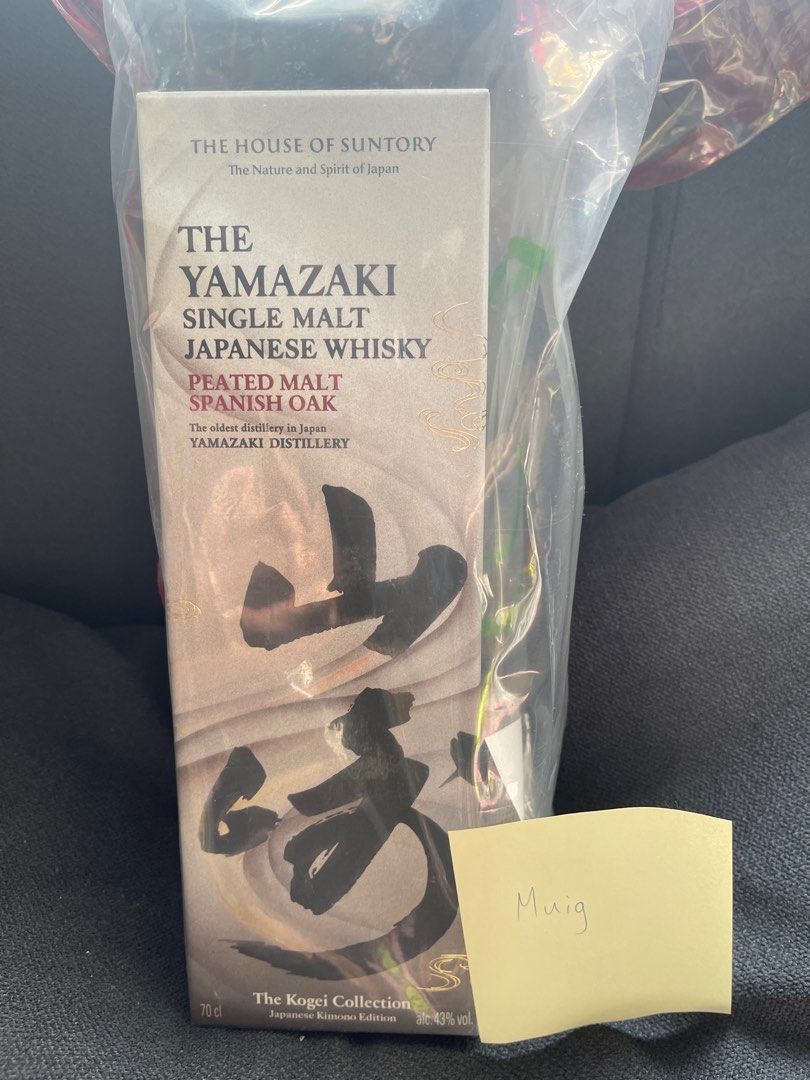 THE HOUSE OF SUNTORY
The Nature and Spirit of Japan
THE
YAMAZAKI
SINGLE MALT
JAPANESE WHISKY
PEATED MALT
SPANISH OAK
The oldest distillery in Japan
YAMAZAKI DISTILLERY
山
崎
The Kogei Collection
Japanese Kimono Edition
70 cl
alc. 43% vol.
Muig